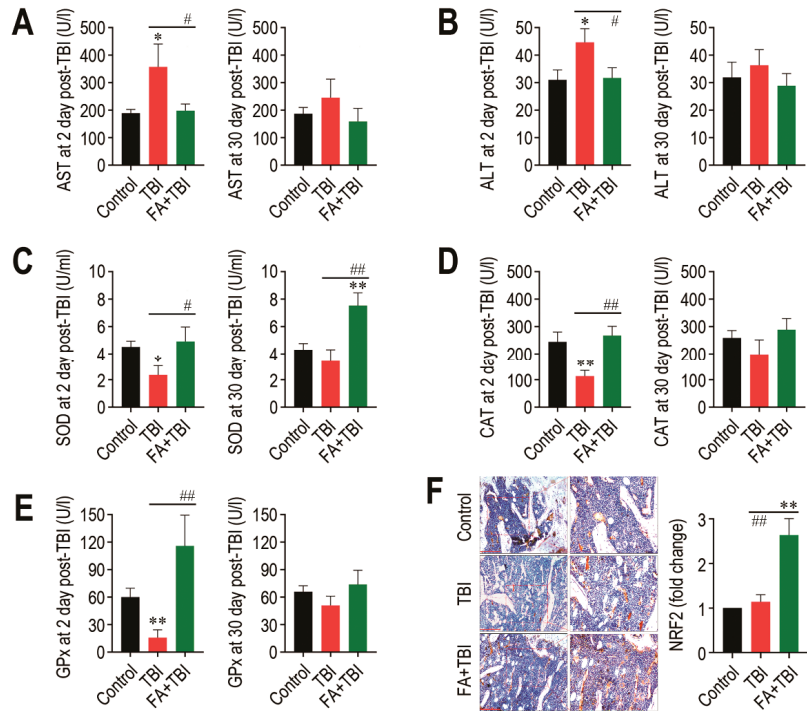 A
AST at 2 day post-TBI (U/l)
500
400
300
200
100
0
*
#
Control
TBI
FA+TBI
AST at 30 day post-TBI (U/l)
500
400
300
200
100
0
Control
TBI
FA+TBI
B
ALT at 2 day post-TBI (U/l)
50
40
30
20
10
0
*
#
Control
TBI
FA+TBI
ALT at 30 day post-TBI (U/l)
50
40
30
20
10
0
Control
TBI
FA+TBI
C
SOD at 2 day post-TBI (U/ml)
10
8
6
4
2
0
*
#
Control
TBI
FA+TBI
SOD at 30 day post-TBI (U/ml)
10
8
6
4
2
0
##
**
Control
TBI
FA+TBI
D
CAT at 2 day post-TBI (U/l)
500
400
300
200
100
0
**
##
Control
TBI
FA+TBI
CAT at 30 day post-TBI (U/l)
500
400
300
200
100
0
Control
TBI
FA+TBI
E
GPx at 2 day post-TBI (U/l)
150
120
90
60
30
0
**
##
Control
TBI
FA+TBI
GPx at 30 day post-TBI (U/l)
150
120
90
60
30
0
Control
TBI
FA+TBI
F
Control
TBI
FA+TBI
NRF2 (fold change)
3
2
1
0
##
**
Control
TBI
FA+TBI